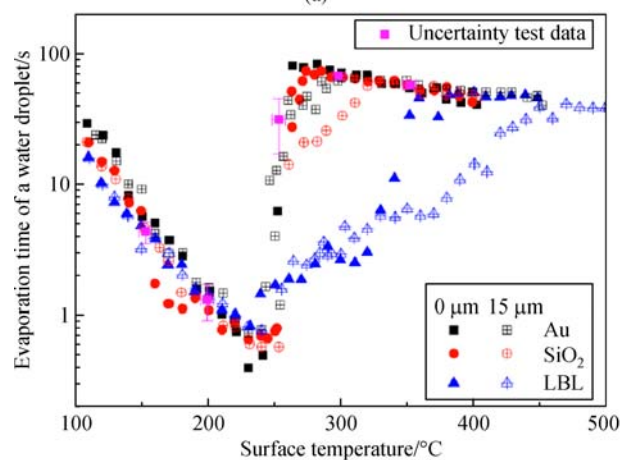 (a)
Uncertainty test data
Evaporation time of a water droplet/s
100
10
1
0 μm 15 μm
Au
SiO₂
LBL
100 200 300 400 500
Surface temperature/°C